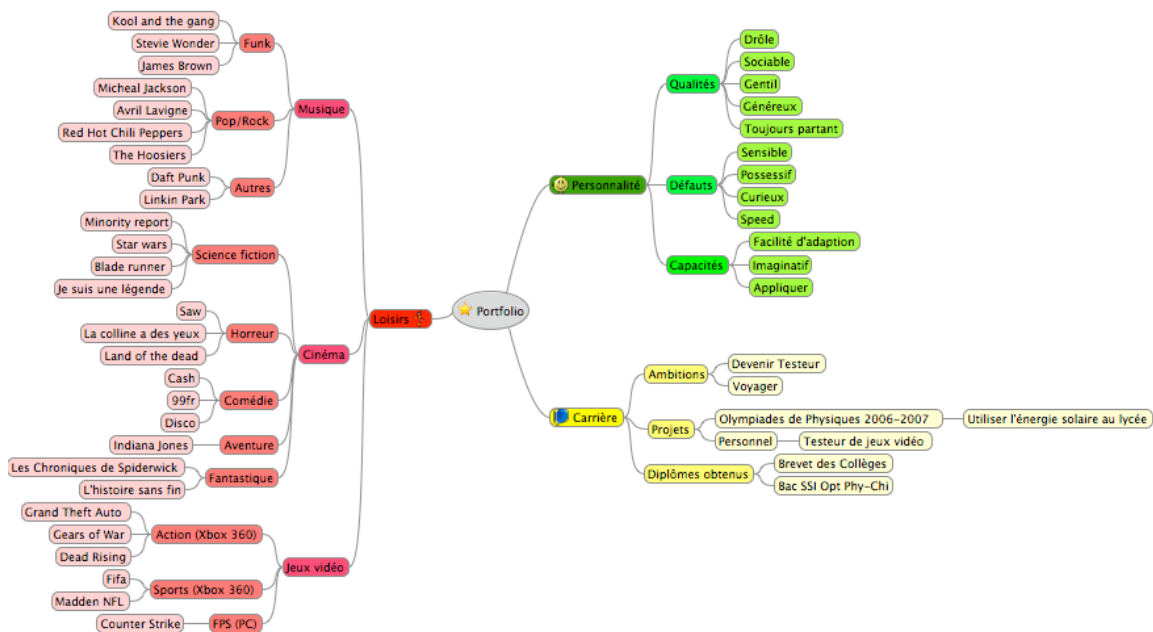 Portfolio
Loisirs
Musique
Funk
Kool and the gang
Stevie Wonder
James Brown
Pop/Rock
Micheal Jackson
Avril Lavigne
Red Hot Chili Peppers
The Hoosiers
Autres
Daft Punk
Linkin Park
Cinéma
Science fiction
Minority report
Star wars
Blade runner
Je suis une légende
Horreur
Saw
La colline a des yeux
Land of the dead
Comédie
Cash
99fr
Disco
Aventure
Indiana Jones
Fantastique
Les Chroniques de Spiderwick
L'histoire sans fin
Jeux vidéo
Action (Xbox 360)
Grand Theft Auto
Gears of War
Dead Rising
Sports (Xbox 360)
Fifa
Madden NFL
FPS (PC)
Counter Strike
Personnalité
Qualités
Drôle
Sociable
Gentil
Généreux
Toujours partant
Défauts
Sensible
Possessif
Curieux
Speed
Capacités
Facilité d'adaption
Imaginatif
Appliquer
Carrière
Ambitions
Devenir Testeur
Voyager
Projets
Olympiades de Physiques 2006-2007
Utiliser l'énergie solaire au lycée
Personnel
Testeur de jeux vidéo
Diplômes obtenus
Brevet des Collèges
Bac SSI Opt Phy-Chi